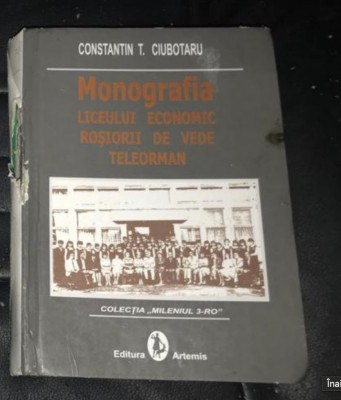 CONSTANTIN T. CIUBOTARU
Monografia
LICEULUI ECONOMIC
ROȘIORII DE VEDE
TELEORMAN
COLECȚIA „MILENIUL 3-RO”
Editura Artemis